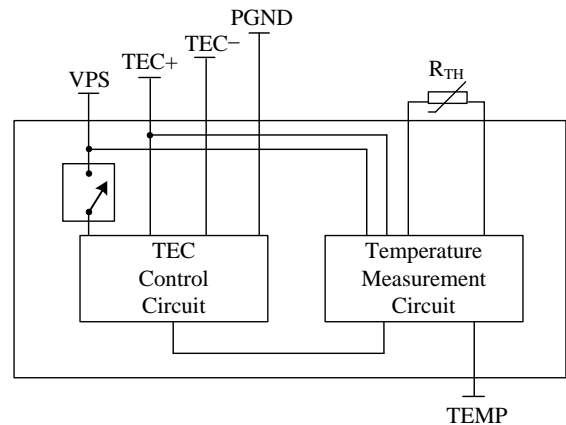 PGND
TEC−
TEC+
VPS
RTH
TEC
Control
Circuit
Temperature
Measurement
Circuit
TEMP